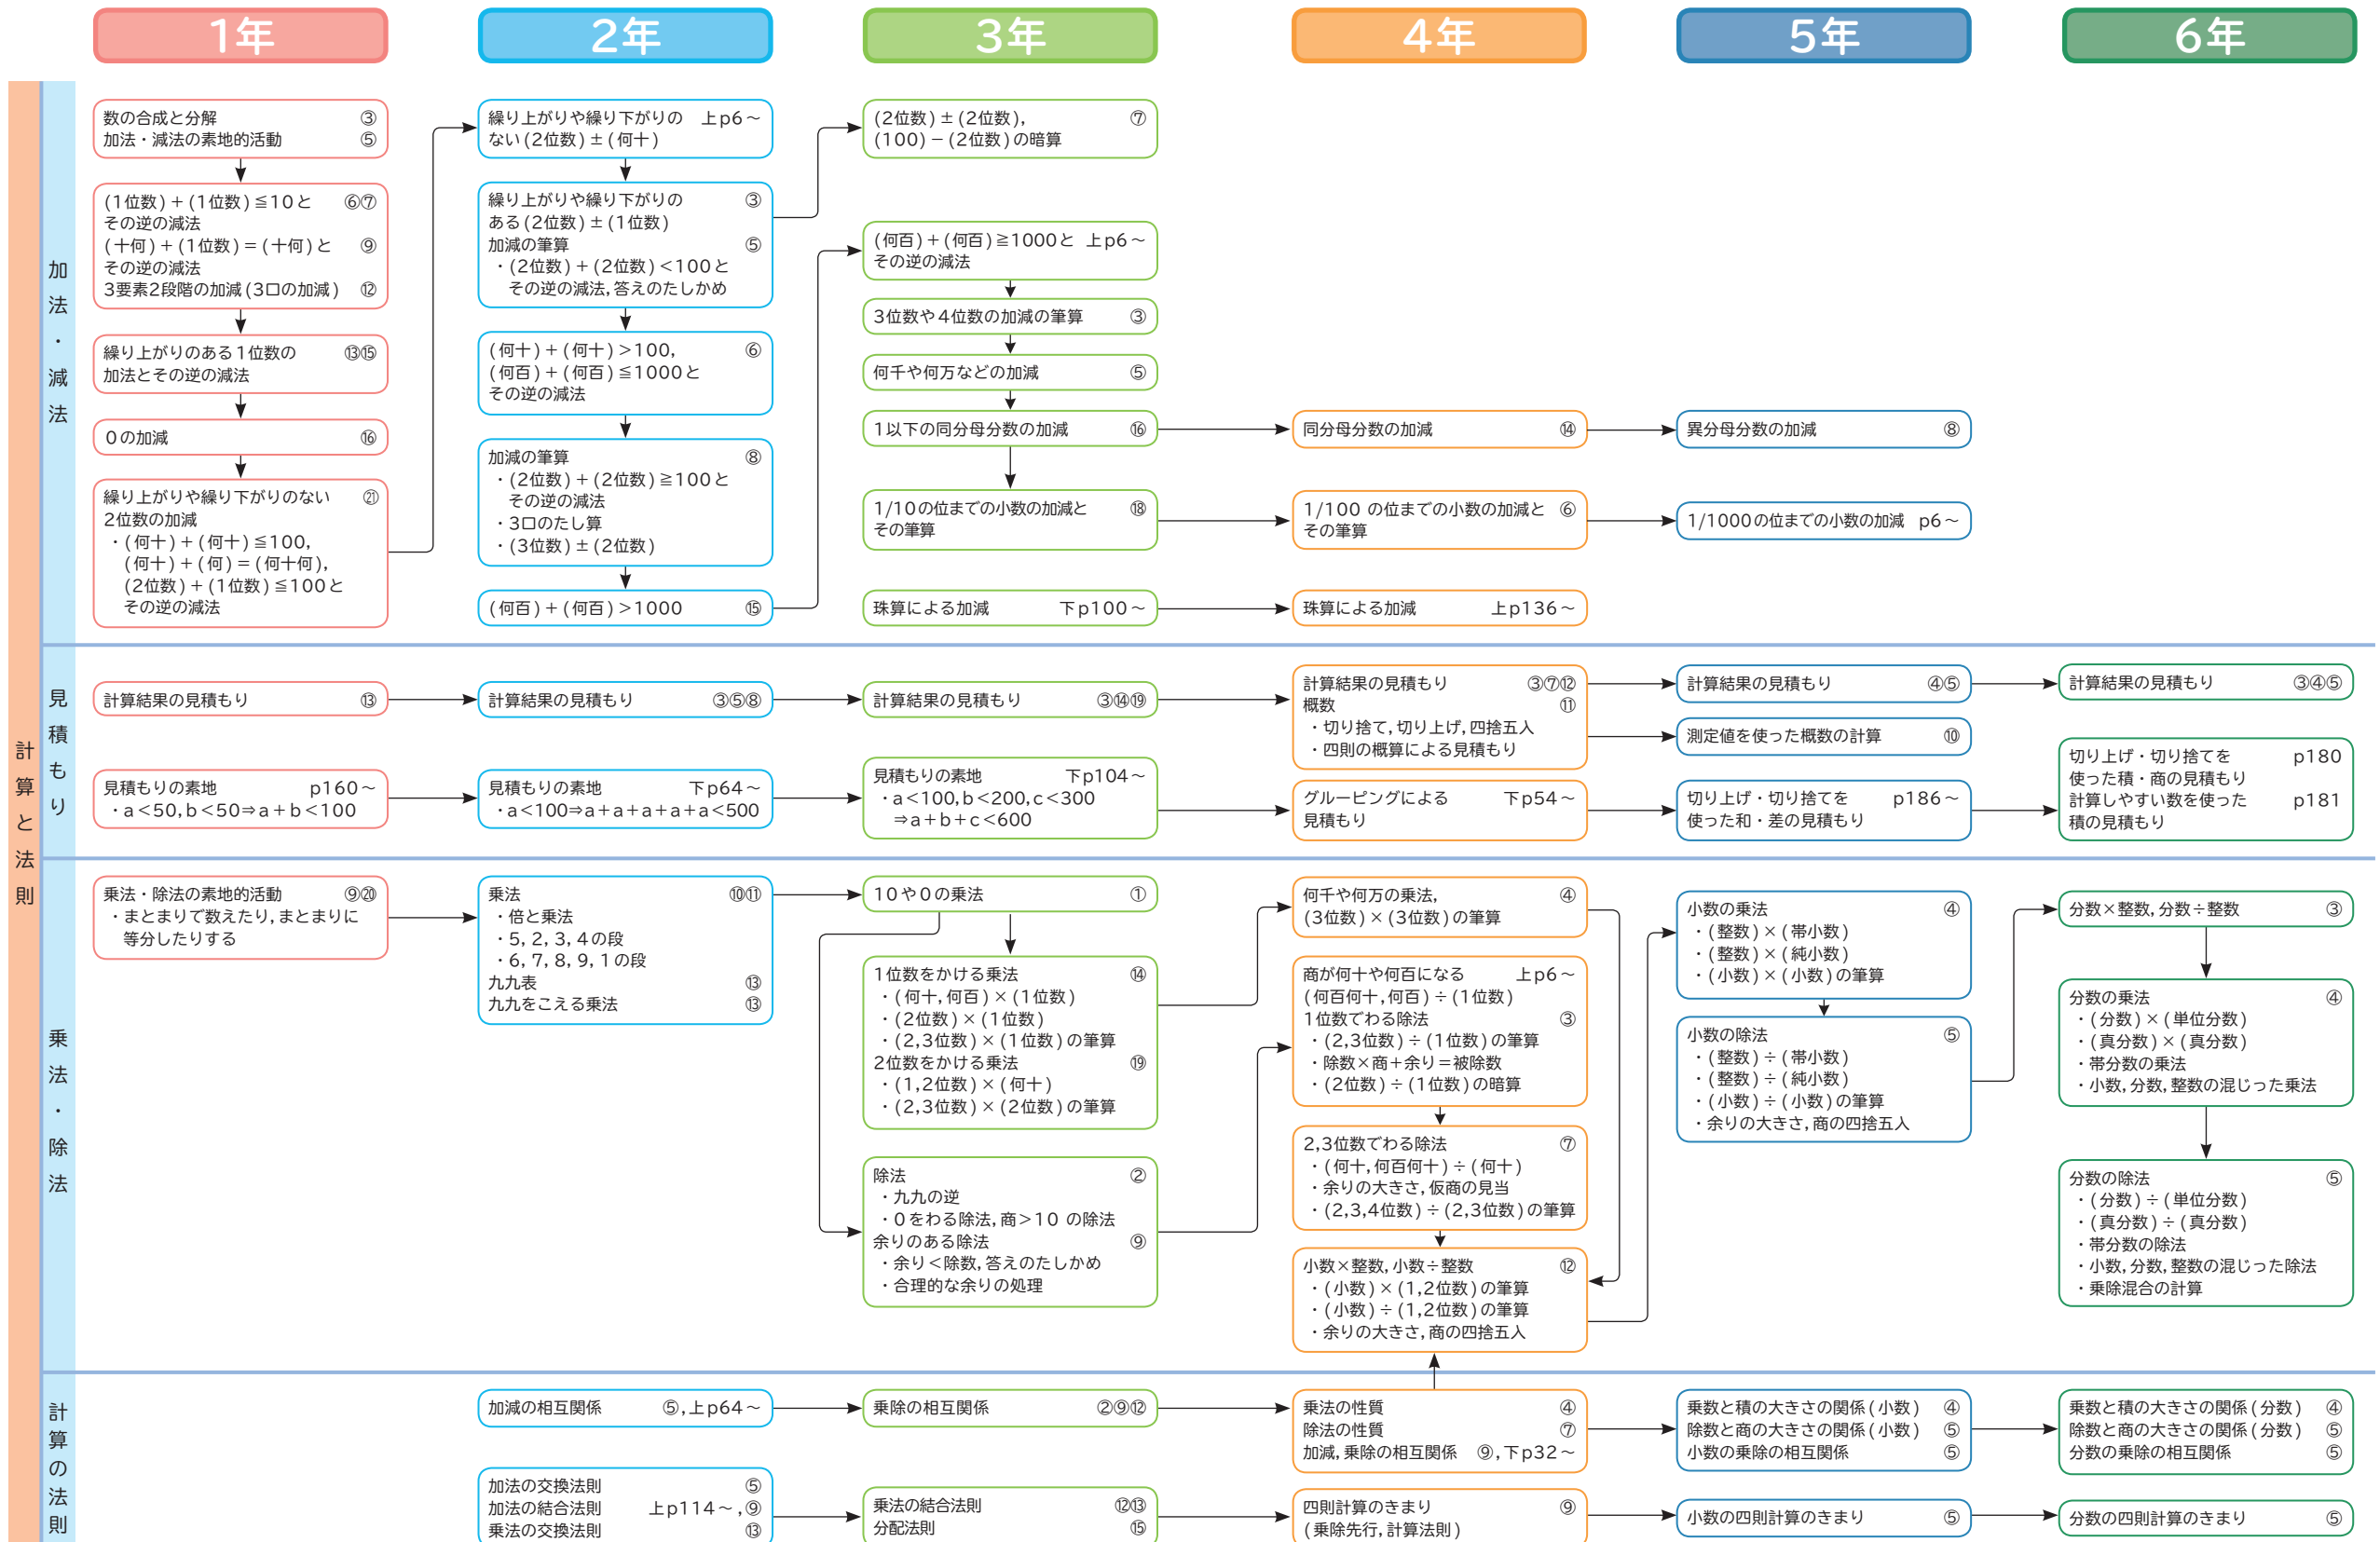 1年
2年
3年
4年
5年
6年
計算と法則
加法・減法
数の合成と分解 ③
加法・減法の素地的活動 ⑤
(1位数)+(1位数)≦10と ⑥⑦
その逆の減法
(十何)+(1位数)=(十何)と ⑨
その逆の減法
3要素2段階の加減(3口の加減) ⑫
繰り上がりのある1位数の ⑬⑮
加法とその逆の減法
0の加減 ⑯
繰り上がりや繰り下がりのない ㉑
2位数の加減
・(何十)+(何十)≦100,
(何十)+(何)=(何十何),
(2位数)+(1位数)≦100と
その逆の減法
繰り上がりや繰り下がりの 上p6~
ない(2位数)±(何十)
繰り上がりや繰り下がりの ③
ある(2位数)±(1位数)
加減の筆算 ⑤
・(2位数)+(2位数)<100と
その逆の減法,答えのたしかめ
(何十)+(何十)>100, ⑥
(何百)+(何百)≦1000と
その逆の減法
加減の筆算 ⑧
・(2位数)+(2位数)≧100と
その逆の減法
・3口のたし算
・(3位数)±(2位数)
(何百)+(何百)>1000 ⑮
(2位数)±(2位数), ⑦
(100)-(2位数)の暗算
(何百)+(何百)≧1000と 上p6~
その逆の減法
3位数や4位数の加減の筆算 ③
何千や何万などの加減 ⑤
1以下の同分母分数の加減 ⑯
1/10の位までの小数の加減と ⑱
その筆算
珠算による加減 下p100~
同分母分数の加減 ⑭
1/100 の位までの小数の加減と ⑥
その筆算
珠算による加減 上p136~
異分母分数の加減 ⑧
1/1000の位までの小数の加減 p6~
見積もり
計算結果の見積もり ⑬
見積もりの素地 p160~
・a<50,b<50⇒a+b<100
計算結果の見積もり ③⑤⑧
見積もりの素地 下p64~
・a<100⇒a+a+a+a+a<500
計算結果の見積もり ③⑭⑲
見積もりの素地 下p104~
・a<100,b<200,c<300
⇒a+b+c<600
計算結果の見積もり ③⑦⑫
概数 ⑪
・切り捨て,切り上げ,四捨五入
・四則の概算による見積もり
グルーピングによる 下p54~
見積もり
計算結果の見積もり ④⑤
測定値を使った概数の計算 ⑩
切り上げ・切り捨てを p186~
使った和・差の見積もり
計算結果の見積もり ③④⑤
切り上げ・切り捨てを p180
使った積・商の見積もり
計算しやすい数を使った p181
積の見積もり
乗法・除法
乗法・除法の素地的活動 ⑨⑳
・まとまりで数えたり,まとまりに
等分したりする
乗法 ⑩⑪
・倍と乗法
・5, 2, 3, 4の段
・6, 7, 8, 9, 1の段
九九表 ⑬
九九をこえる乗法 ⑬
10や0の乗法 ①
1位数をかける乗法 ⑭
・(何十,何百)×(1位数)
・(2位数)×(1位数)
・(2,3位数)×(1位数)の筆算
2位数をかける乗法 ⑲
・(1,2位数)×(何十)
・(2,3位数)×(2位数)の筆算
除法 ②
・九九の逆
・0をわる除法,商>10 の除法
余りのある除法 ⑨
・余り<除数,答えのたしかめ
・合理的な余りの処理
何千や何万の乗法, ④
(3位数)×(3位数)の筆算
商が何十や何百になる 上p6~
(何百何十,何百)÷(1位数)
1位数でわる除法 ③
・(2,3位数)÷(1位数)の筆算
・除数×商+余り=被除数
・(2位数)÷(1位数)の暗算
2,3位数でわる除法 ⑦
・(何十,何百何十)÷(何十)
・余りの大きさ,仮商の見当
・(2,3,4位数)÷(2,3位数)の筆算
小数×整数,小数÷整数 ⑫
・(小数)×(1,2位数)の筆算
・(小数)÷(1,2位数)の筆算
・余りの大きさ,商の四捨五入
小数の乗法 ④
・(整数)×(帯小数)
・(整数)×(純小数)
・(小数)×(小数)の筆算
小数の除法 ⑤
・(整数)÷(帯小数)
・(整数)÷(純小数)
・(小数)÷(小数)の筆算
・余りの大きさ,商の四捨五入
分数×整数,分数÷整数 ③
分数の乗法 ④
・(分数)×(単位分数)
・(真分数)×(真分数)
・帯分数の乗法
・小数,分数,整数の混じった乗法
分数の除法 ⑤
・(分数)÷(単位分数)
・(真分数)÷(真分数)
・帯分数の除法
・小数,分数,整数の混じった除法
・乗除混合の計算
計算の法則
加減の相互関係 ⑤,上p64~
加法の交換法則 ⑤
加法の結合法則 上p114~,⑨
乗法の交換法則 ⑬
乗除の相互関係 ②⑨⑫
乗法の結合法則 ⑫⑬
分配法則 ⑮
乗法の性質 ④
除法の性質 ⑦
加減,乗除の相互関係 ⑨,下p32~
四則計算のきまり ⑨
(乗除先行,計算法則)
乗数と積の大きさの関係(小数) ④
除数と商の大きさの関係(小数) ⑤
小数の乗除の相互関係 ⑤
小数の四則計算のきまり ⑤
乗数と積の大きさの関係(分数) ④
除数と商の大きさの関係(分数) ⑤
分数の乗除の相互関係 ⑤
分数の四則計算のきまり ⑤